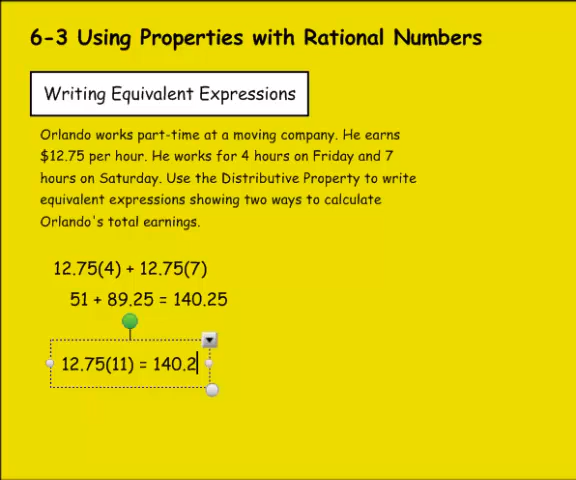 6-3 Using Properties with Rational Numbers
Writing Equivalent Expressions
Orlando works part-time at a moving company. He earns
$12.75 per hour. He works for 4 hours on Friday and 7
hours on Saturday. Use the Distributive Property to write
equivalent expressions showing two ways to calculate
Orlando's total earnings.
12.75(4) + 12.75(7)
51 + 89.25 = 140.25
12.75(11) = 140.2